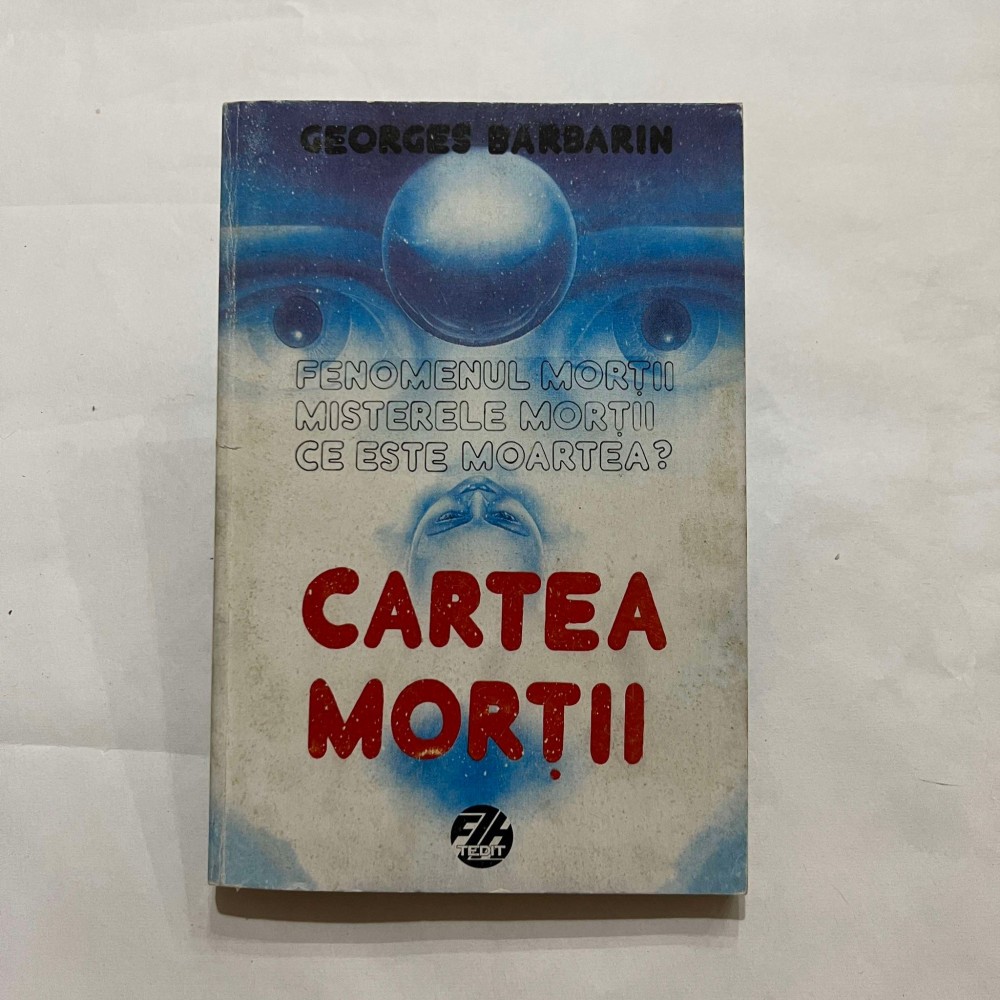 GEORGES BARBARIN
FENOMENUL MORȚII
MISTERELE MORȚII
CE ESTE MOARTEA?
CARTEA
MORȚII
TEDIT